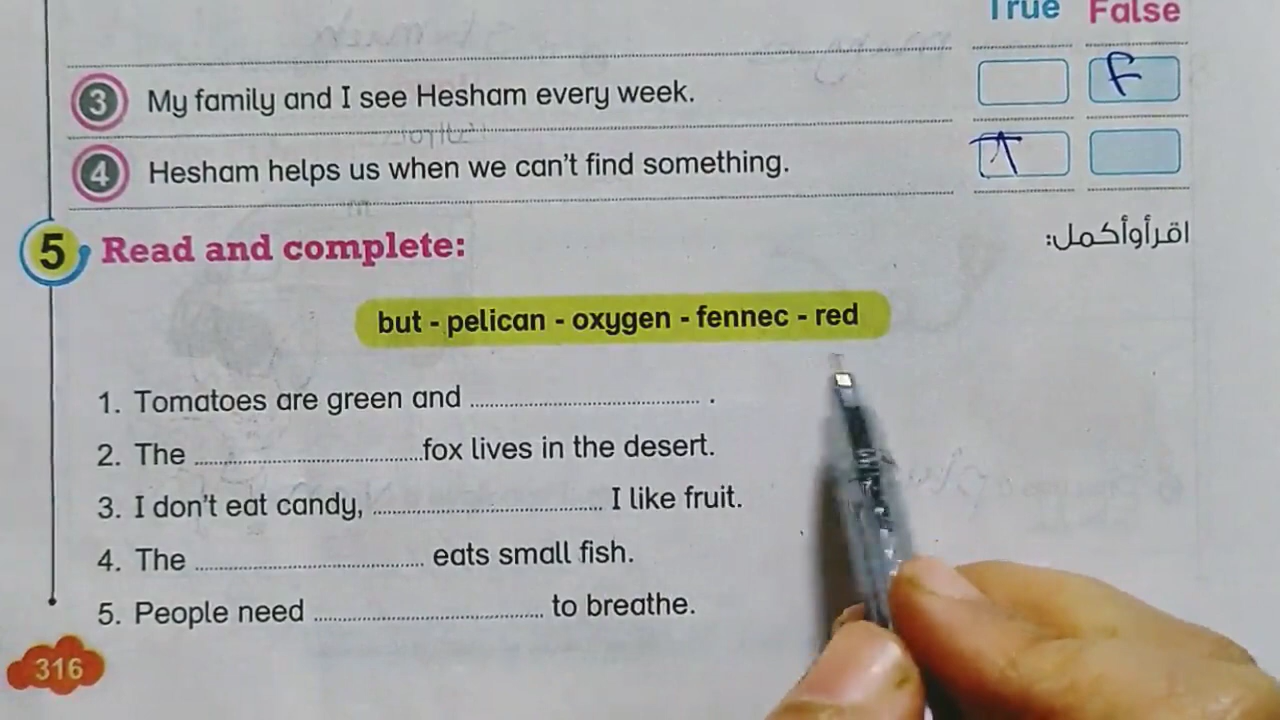 True False
3 My family and I see Hesham every week. F
4 Hesham helps us when we can't find something. T
5 Read and complete: اقرأ وأكمل:
but - pelican - oxygen - fennec - red
1. Tomatoes are green and .............................. .
2. The ..............................fox lives in the desert.
3. I don't eat candy, .............................. I like fruit.
4. The .............................. eats small fish.
5. People need .............................. to breathe.
316